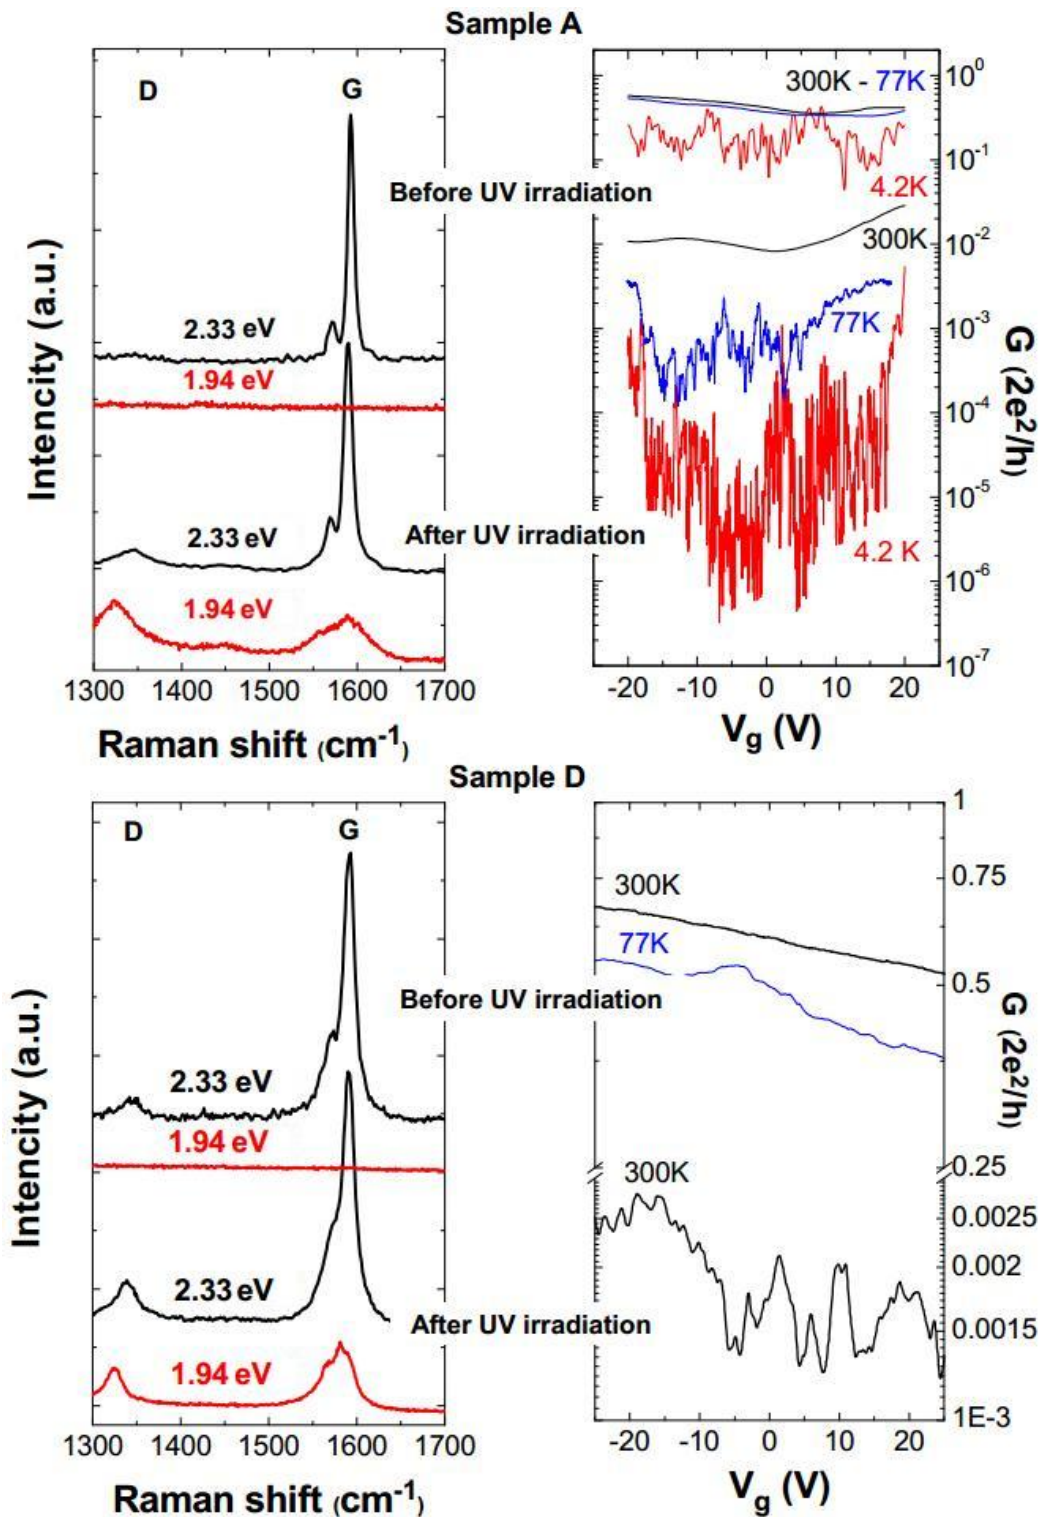 Sample A
D
G
300K - 77K
4.2K
Before UV irradiation
300K
2.33 eV
77K
1.94 eV
After UV irradiation
2.33 eV
4.2 K
1.94 eV
Intencity (a.u.)
1300 1400 1500 1600 1700
Raman shift (cm⁻¹)
10⁰
10⁻¹
10⁻²
10⁻³
10⁻⁴
10⁻⁵
10⁻⁶
10⁻⁷
G (2e²/h)
-20 -10 0 10 20
V_g (V)
Sample D
D
G
300K
77K
Before UV irradiation
2.33 eV
1.94 eV
300K
2.33 eV
After UV irradiation
1.94 eV
Intencity (a.u.)
1300 1400 1500 1600 1700
Raman shift (cm⁻¹)
1
0.75
0.5
0.25
0.0025
0.002
0.0015
1E-3
G (2e²/h)
-20 -10 0 10 20
V_g (V)